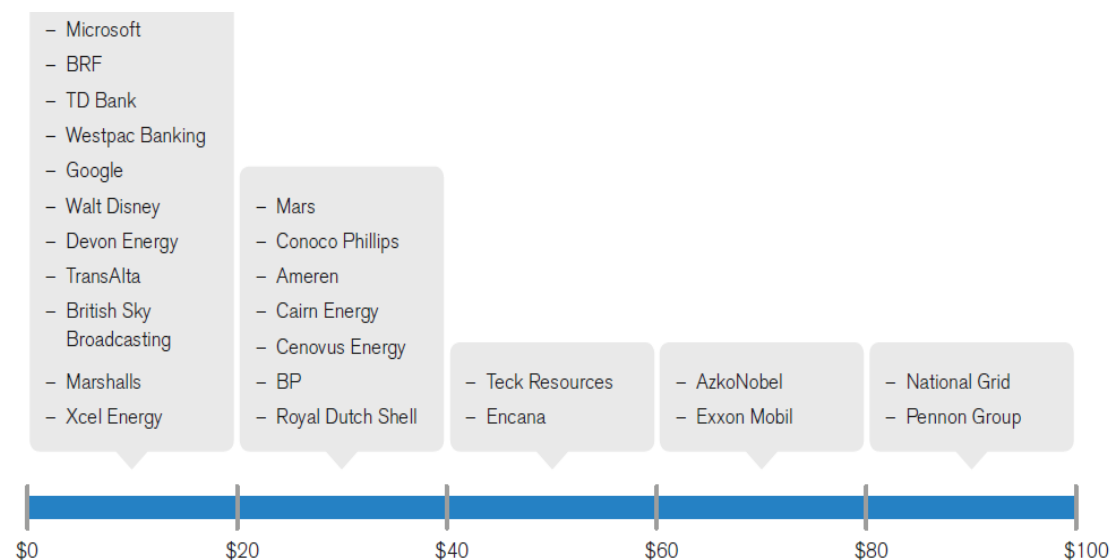 – Microsoft
– BRF
– TD Bank
– Westpac Banking
– Google
– Walt Disney
– Devon Energy
– TransAlta
– British Sky
Broadcasting
– Marshalls
– Xcel Energy
– Mars
– Conoco Phillips
– Ameren
– Cairn Energy
– Cenovus Energy
– BP
– Royal Dutch Shell
– Teck Resources
– Encana
– AzkoNobel
– Exxon Mobil
– National Grid
– Pennon Group
$0 $20 $40 $60 $80 $100